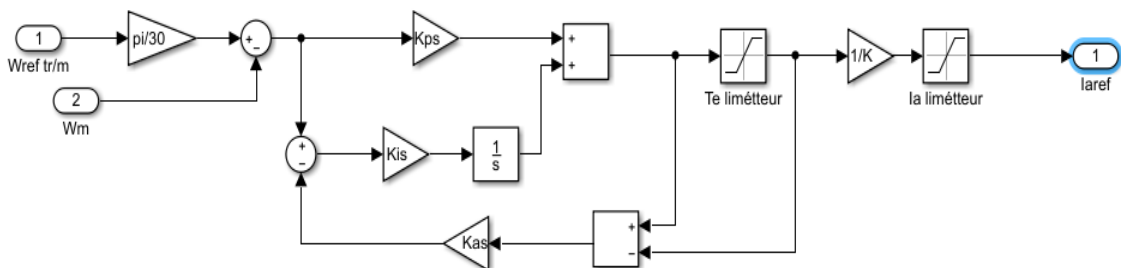 1
Wref tr/m
pi/30
+
−
2
Wm
Kps
+
+
Te limétteur
1/K
Ia limétteur
1
Iaref
+
−
Kis
1
s
Kas
+
−